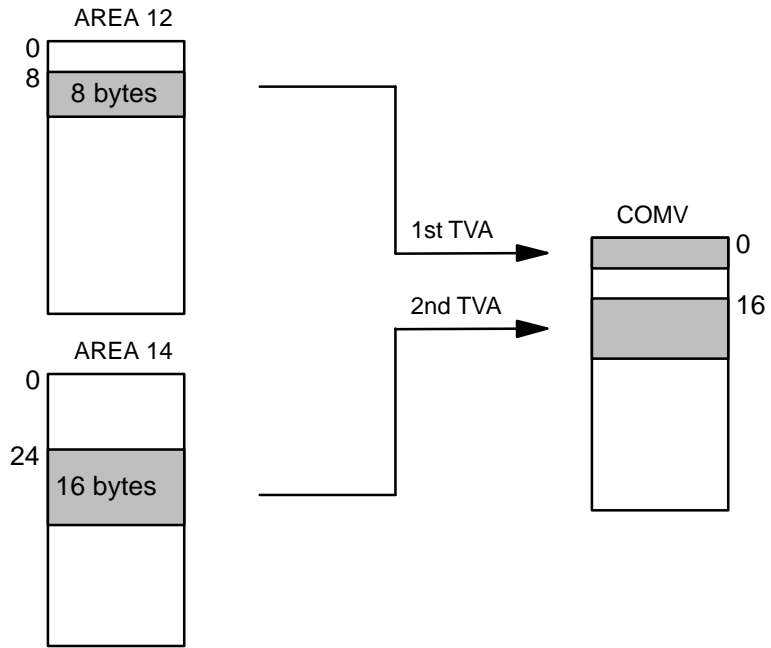 AREA 12
0
8
8 bytes
1st TVA
COMV
0
2nd TVA
16
AREA 14
0
24
16 bytes